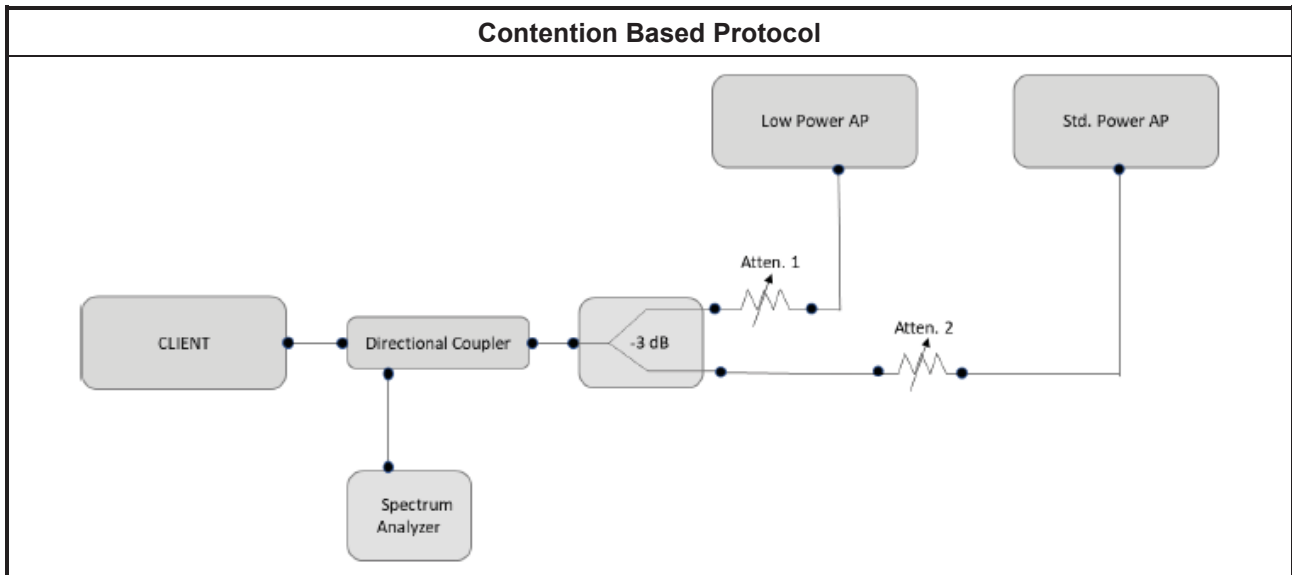 Contention Based Protocol
Low Power AP
Std. Power AP
Atten. 1
Atten. 2
CLIENT
Directional Coupler
-3 dB
Spectrum
Analyzer